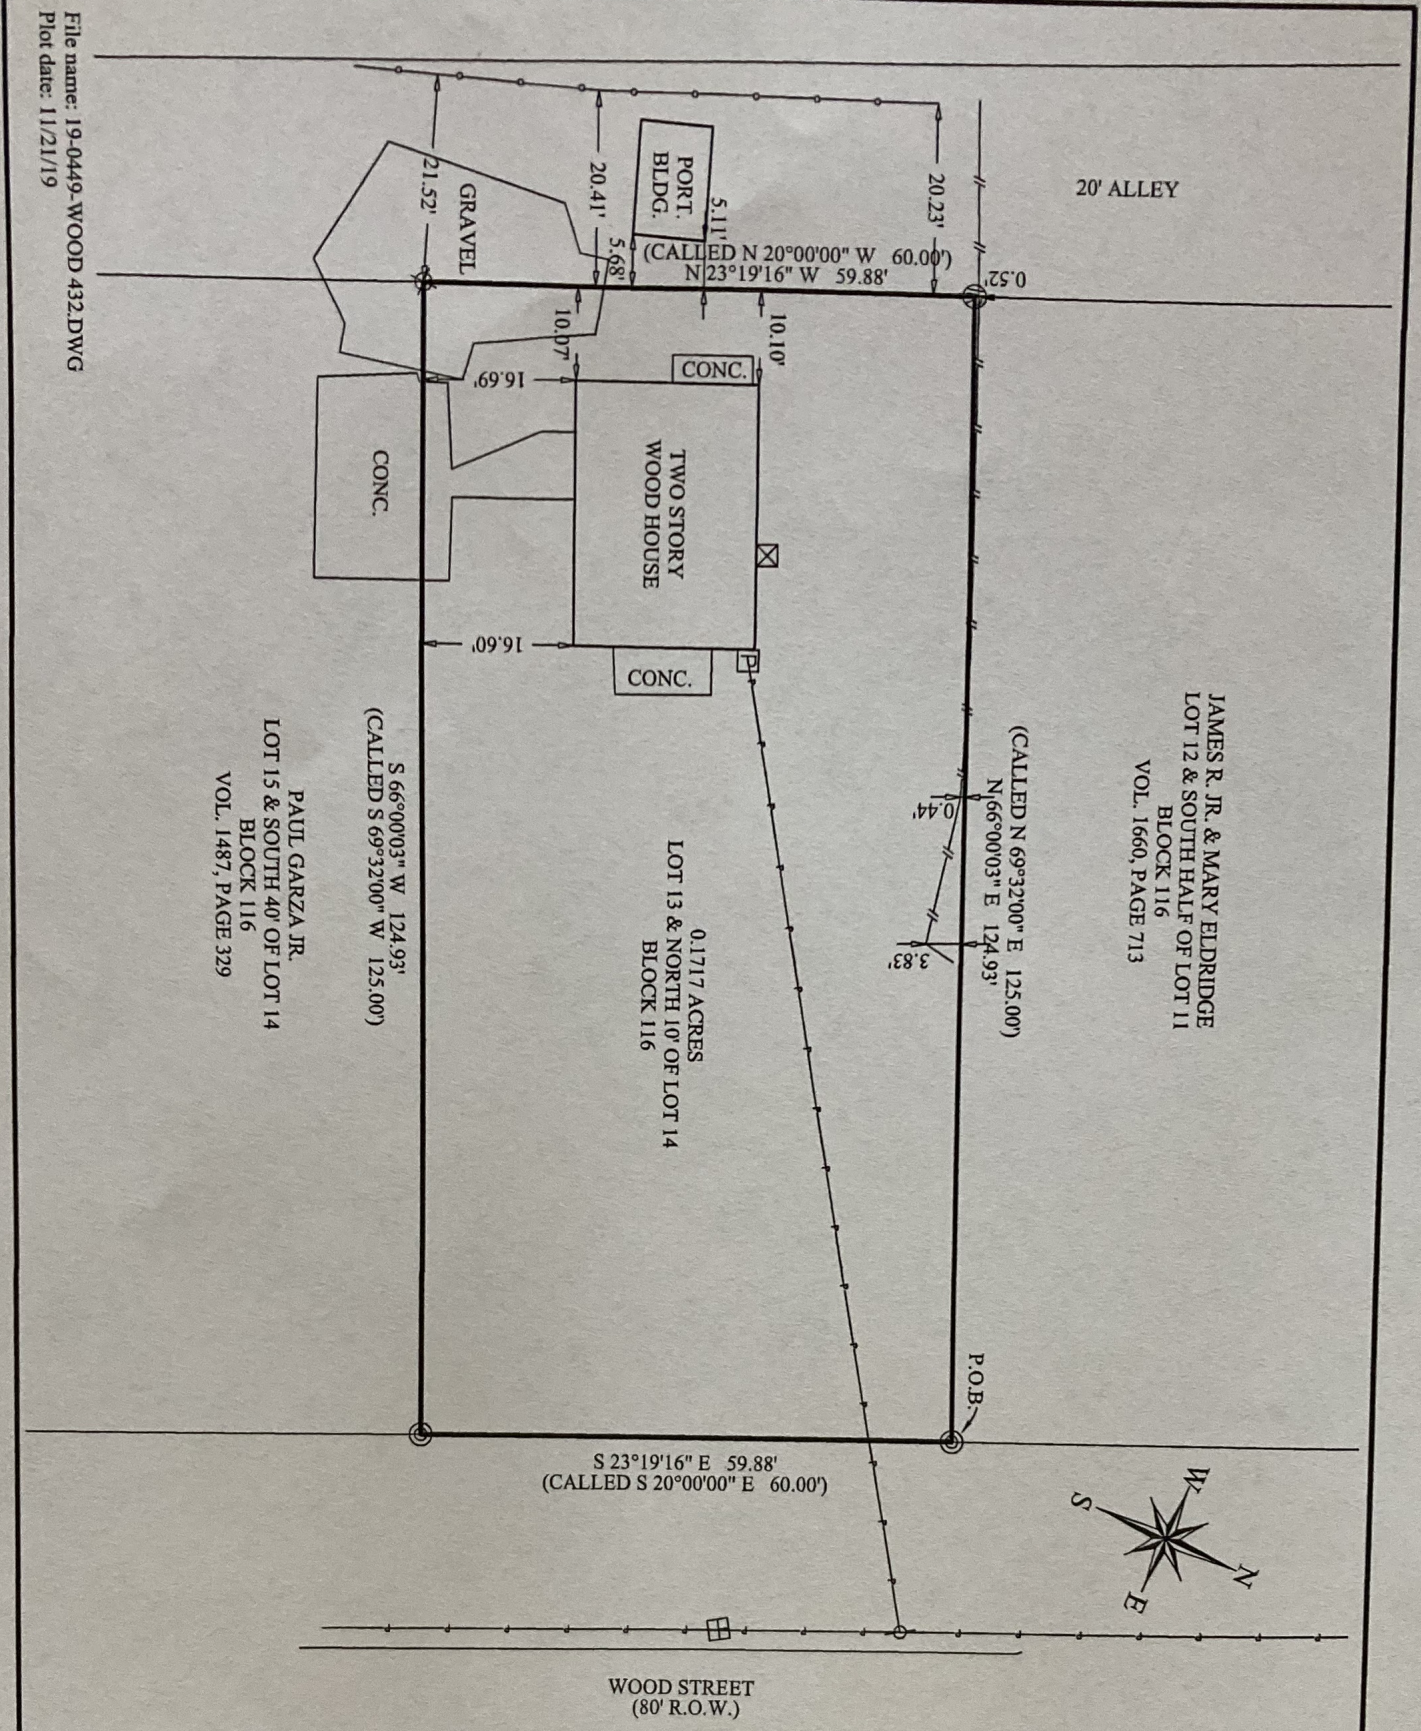 File name: 19-0449-WOOD 432.DWG
Plot date: 11/21/19
20' ALLEY
21.52'
GRAVEL
20.41'
PORT.
BLDG.
5.11'
5.68'
20.23'
0.52'
(CALLED N 20°00'00" W 60.00')
N 23°19'16" W 59.88'
10.07'
10.10'
CONC.
16.69'
CONC.
TWO STORY
WOOD HOUSE
16.60'
CONC.
P
JAMES R. JR. & MARY ELDRIDGE
LOT 12 & SOUTH HALF OF LOT 11
BLOCK 116
VOL. 1660, PAGE 713
(CALLED N 69°32'00" E 125.00')
N 66°00'03" E 124.93'
0.44'
3.83'
0.1717 ACRES
LOT 13 & NORTH 10' OF LOT 14
BLOCK 116
S 66°00'03" W 124.93'
(CALLED S 69°32'00" W 125.00')
PAUL GARZA JR.
LOT 15 & SOUTH 40' OF LOT 14
BLOCK 116
VOL. 1487, PAGE 329
P.O.B.
S 23°19'16" E 59.88'
(CALLED S 20°00'00" E 60.00')
W
S
N
E
WOOD STREET
(80' R.O.W.)